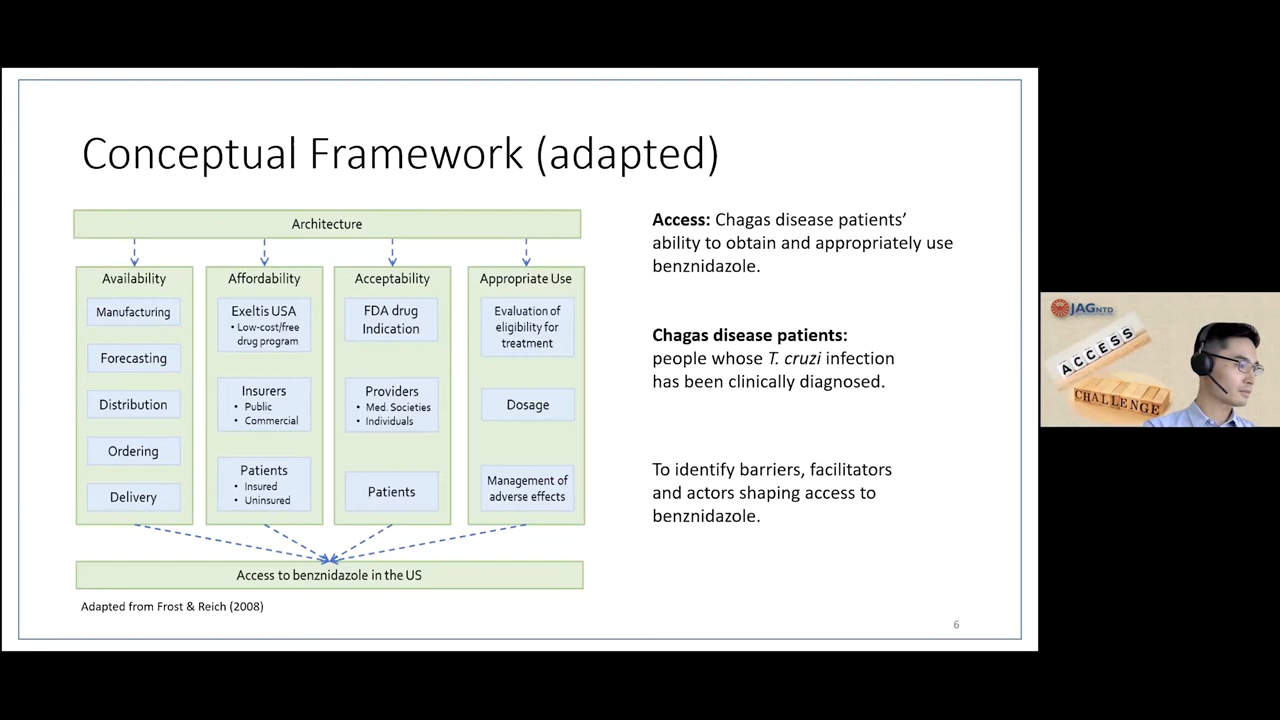 Conceptual Framework (adapted)
Architecture
Availability
Manufacturing
Forecasting
Distribution
Ordering
Delivery
Affordability
Exeltis USA
• Low-cost/free
drug program
Insurers
• Public
• Commercial
Patients
• Insured
• Uninsured
Acceptability
FDA drug
Indication
Providers
• Med. Societies
• Individuals
Patients
Appropriate Use
Evaluation of
eligibility for
treatment
Dosage
Management of
adverse effects
Access to benznidazole in the US
Adapted from Frost & Reich (2008)
Access: Chagas disease patients’
ability to obtain and appropriately use
benznidazole.
Chagas disease patients:
people whose T. cruzi infection
has been clinically diagnosed.
To identify barriers, facilitators
and actors shaping access to
benznidazole.
6
JAGNTD
ACCESS
CHALLENGE